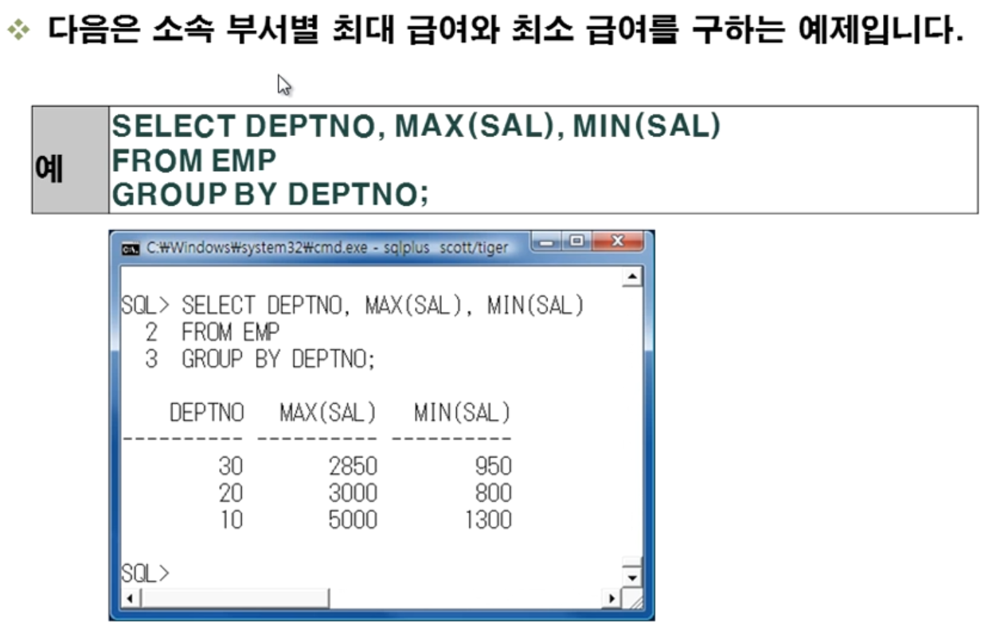 ❖ 다음은 소속 부서별 최대 급여와 최소 급여를 구하는 예제입니다.
예
SELECT DEPTNO, MAX(SAL), MIN(SAL)
FROM EMP
GROUP BY DEPTNO;
C:₩Windows₩system32₩cmd.exe - sqlplus scott/tiger
SQL> SELECT DEPTNO, MAX(SAL), MIN(SAL)
2 FROM EMP
3 GROUP BY DEPTNO;
DEPTNO MAX(SAL) MIN(SAL)
---------- ---------- ----------
30 2850 950
20 3000 800
10 5000 1300
SQL>